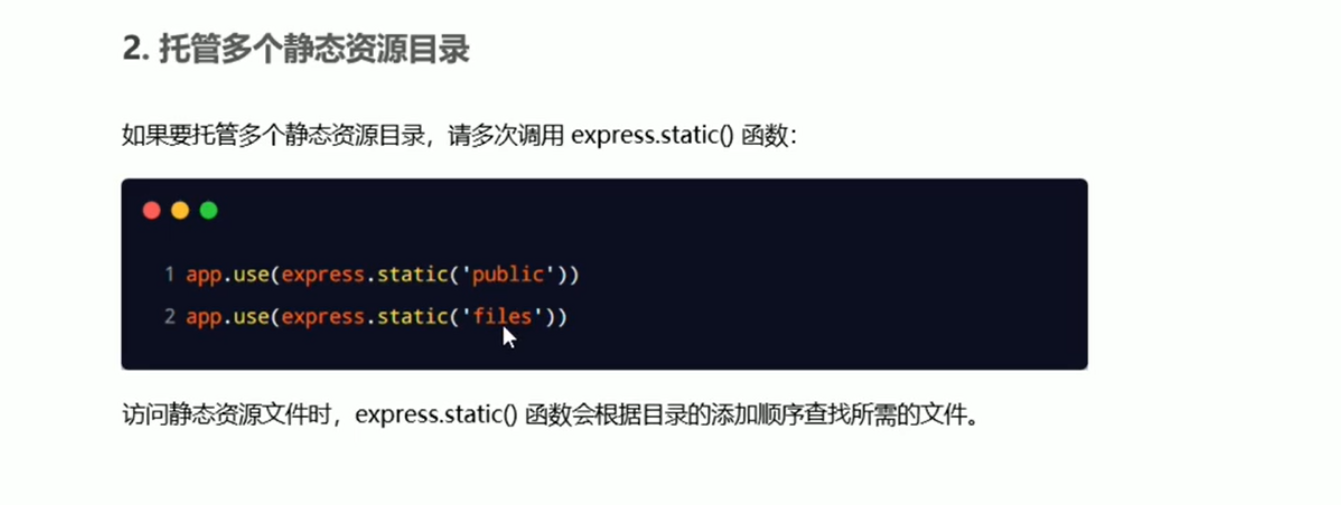 2. 托管多个静态资源目录
如果要托管多个静态资源目录，请多次调用 express.static() 函数：
1 app.use(express.static('public'))
2 app.use(express.static('files'))
访问静态资源文件时，express.static() 函数会根据目录的添加顺序查找所需的文件。